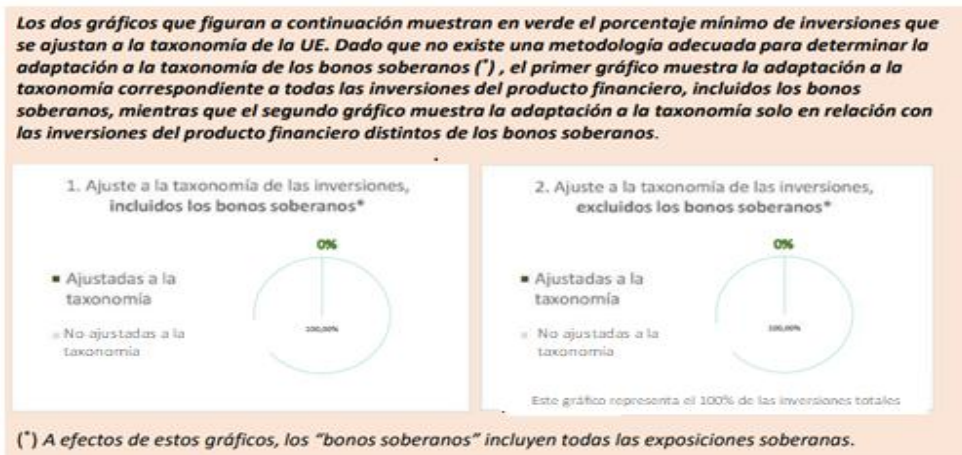 Los dos gráficos que figuran a continuación muestran en verde el porcentaje mínimo de inversiones que
se ajustan a la taxonomía de la UE. Dado que no existe una metodología adecuada para determinar la
adaptación a la taxonomía de los bonos soberanos (*) , el primer gráfico muestra la adaptación a la
taxonomía correspondiente a todas las inversiones del producto financiero, incluidos los bonos
soberanos, mientras que el segundo gráfico muestra la adaptación a la taxonomía solo en relación con
las inversiones del producto financiero distintos de los bonos soberanos.
1. Ajuste a la taxonomía de las inversiones,
incluidos los bonos soberanos*
0%
Ajustadas a la
taxonomía
100,00%
No ajustadas a la
taxonomía
2. Ajuste a la taxonomía de las inversiones,
excluidos los bonos soberanos*
0%
Ajustadas a la
taxonomía
100,00%
No ajustadas a la
taxonomía
Este gráfico representa el 100% de las inversiones totales
(*) A efectos de estos gráficos, los "bonos soberanos" incluyen todas las exposiciones soberanas.